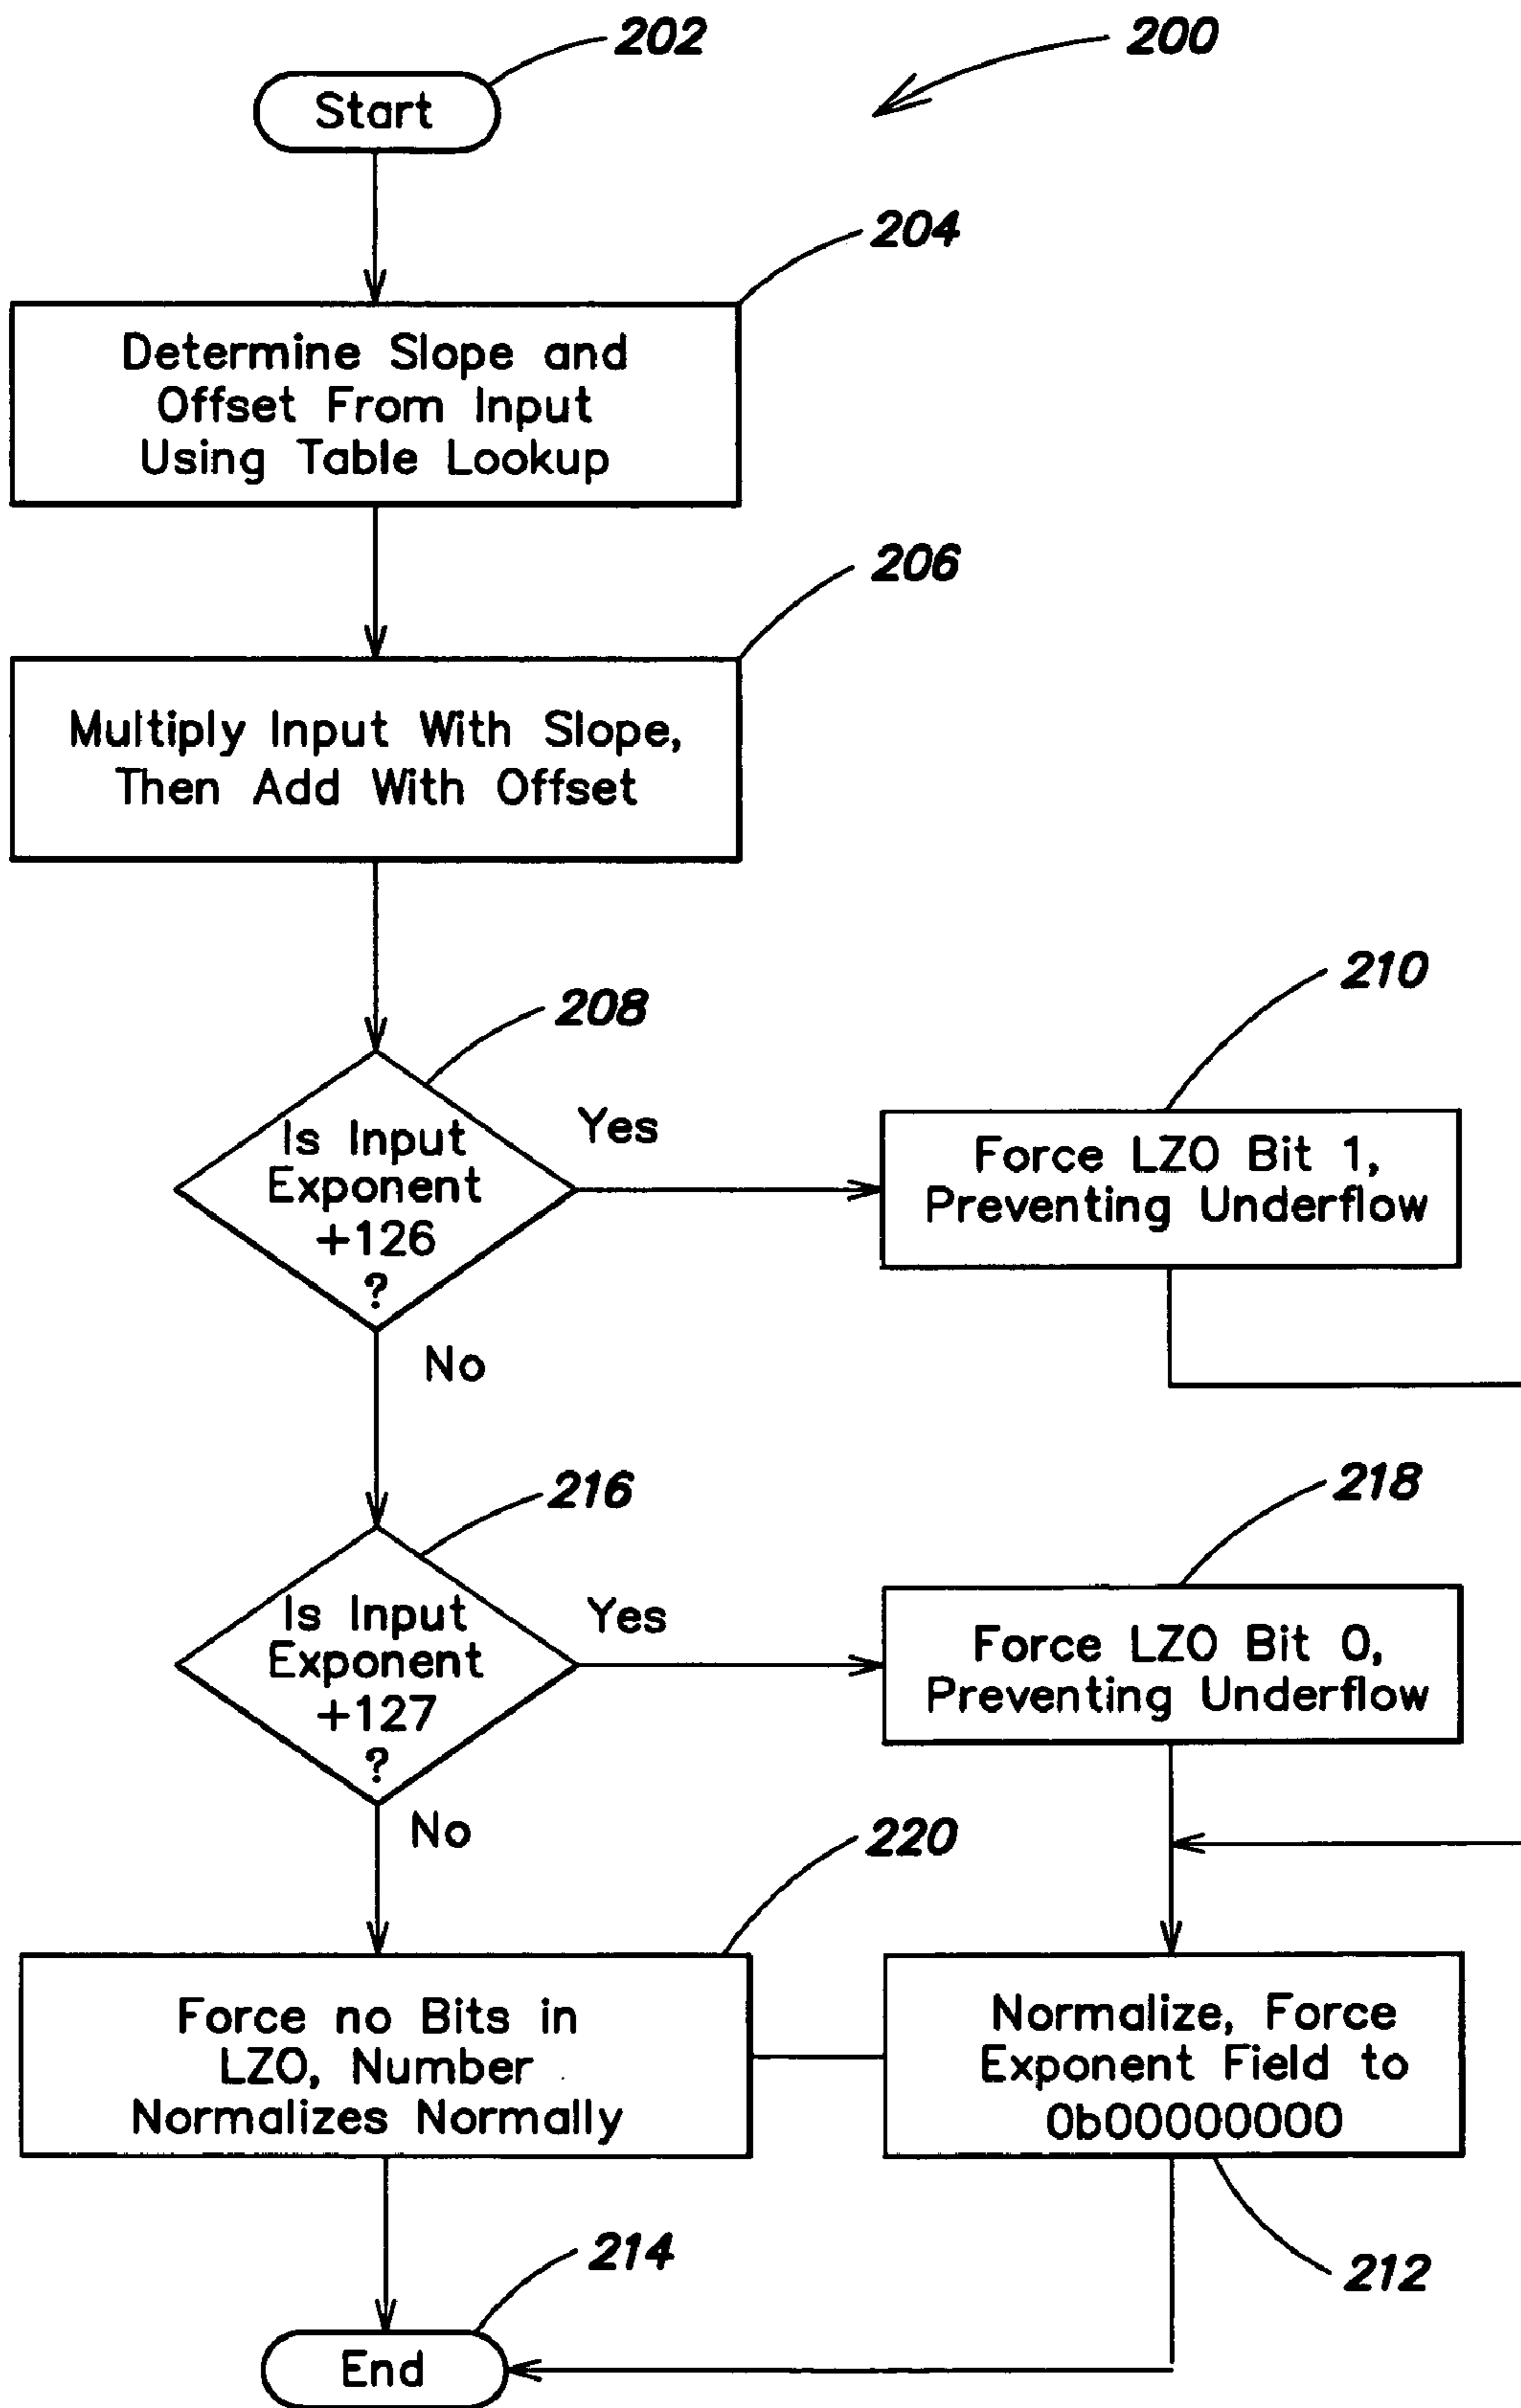 202
200
Start
204
Determine Slope and
Offset From Input
Using Table Lookup
206
Multiply Input With Slope,
Then Add With Offset
208
Is Input
Exponent
+126
?
Yes
No
210
Force LZO Bit 1,
Preventing Underflow
216
Is Input
Exponent
+127
?
Yes
No
218
Force LZO Bit 0,
Preventing Underflow
220
Force no Bits in
LZO, Number
Normalizes Normally
Normalize, Force
Exponent Field to
0b00000000
212
214
End